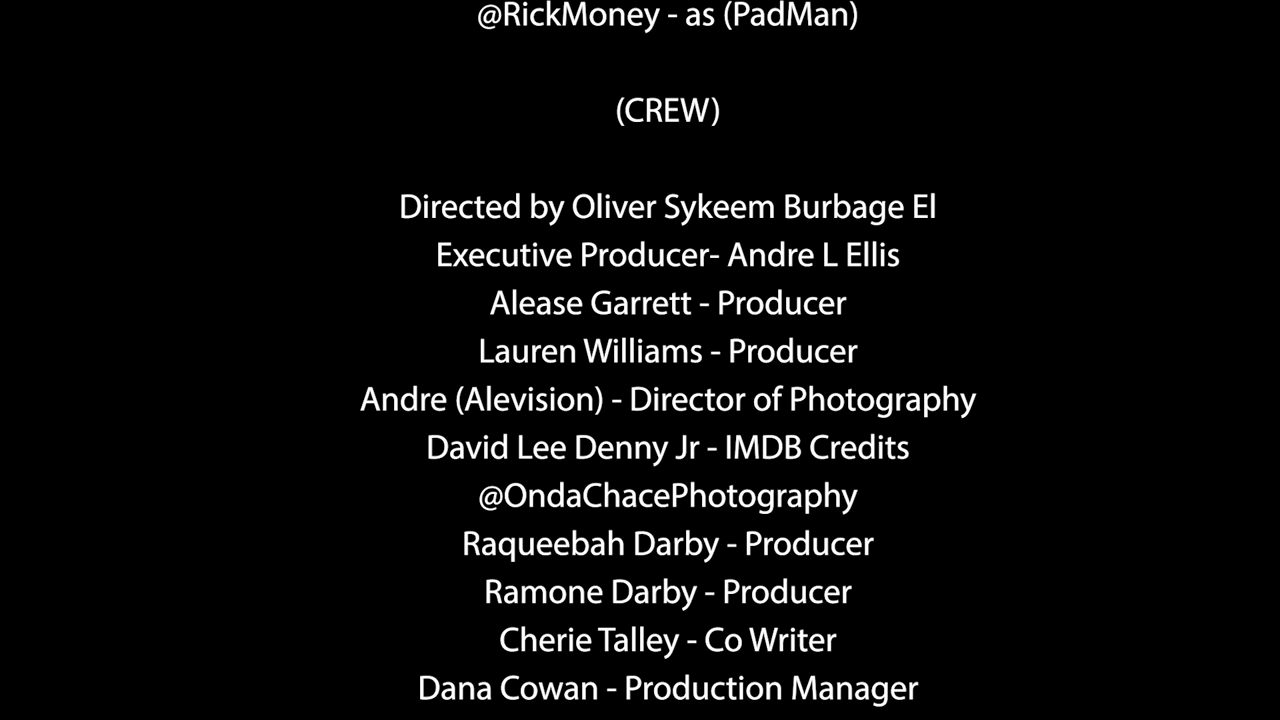 @RickMoney - as (PadMan)
(CREW)
Directed by Oliver Sykeem Burbage El
Executive Producer- Andre L Ellis
Alease Garrett - Producer
Lauren Williams - Producer
Andre (Alevision) - Director of Photography
David Lee Denny Jr - IMDB Credits
@OndaChacePhotography
Raqueebah Darby - Producer
Ramone Darby - Producer
Cherie Talley - Co Writer
Dana Cowan - Production Manager